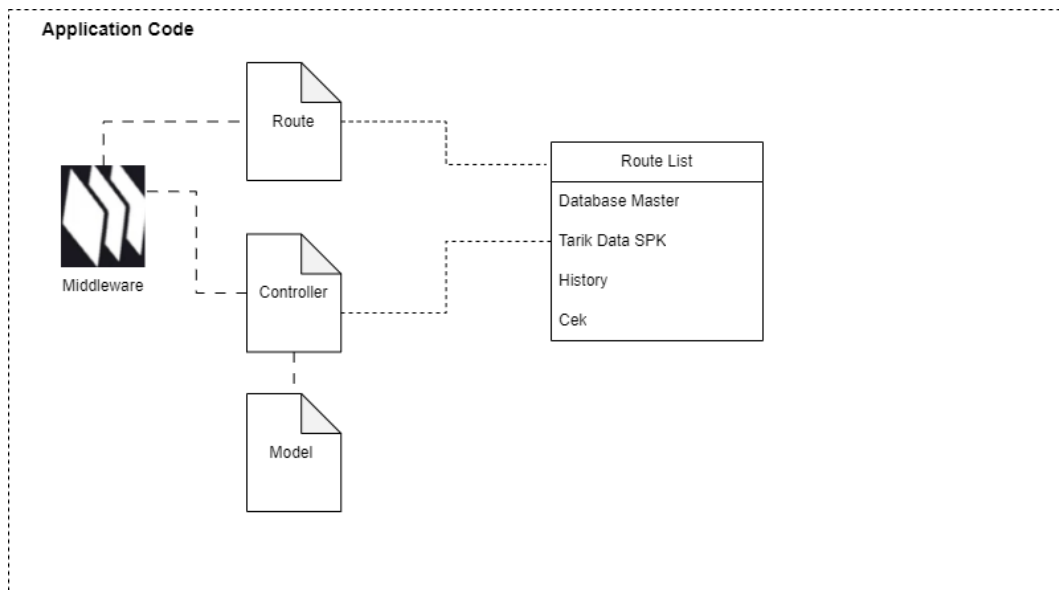 Application Code
Route
Route List
Database Master
Tarik Data SPK
History
Cek
Middleware
Controller
Model